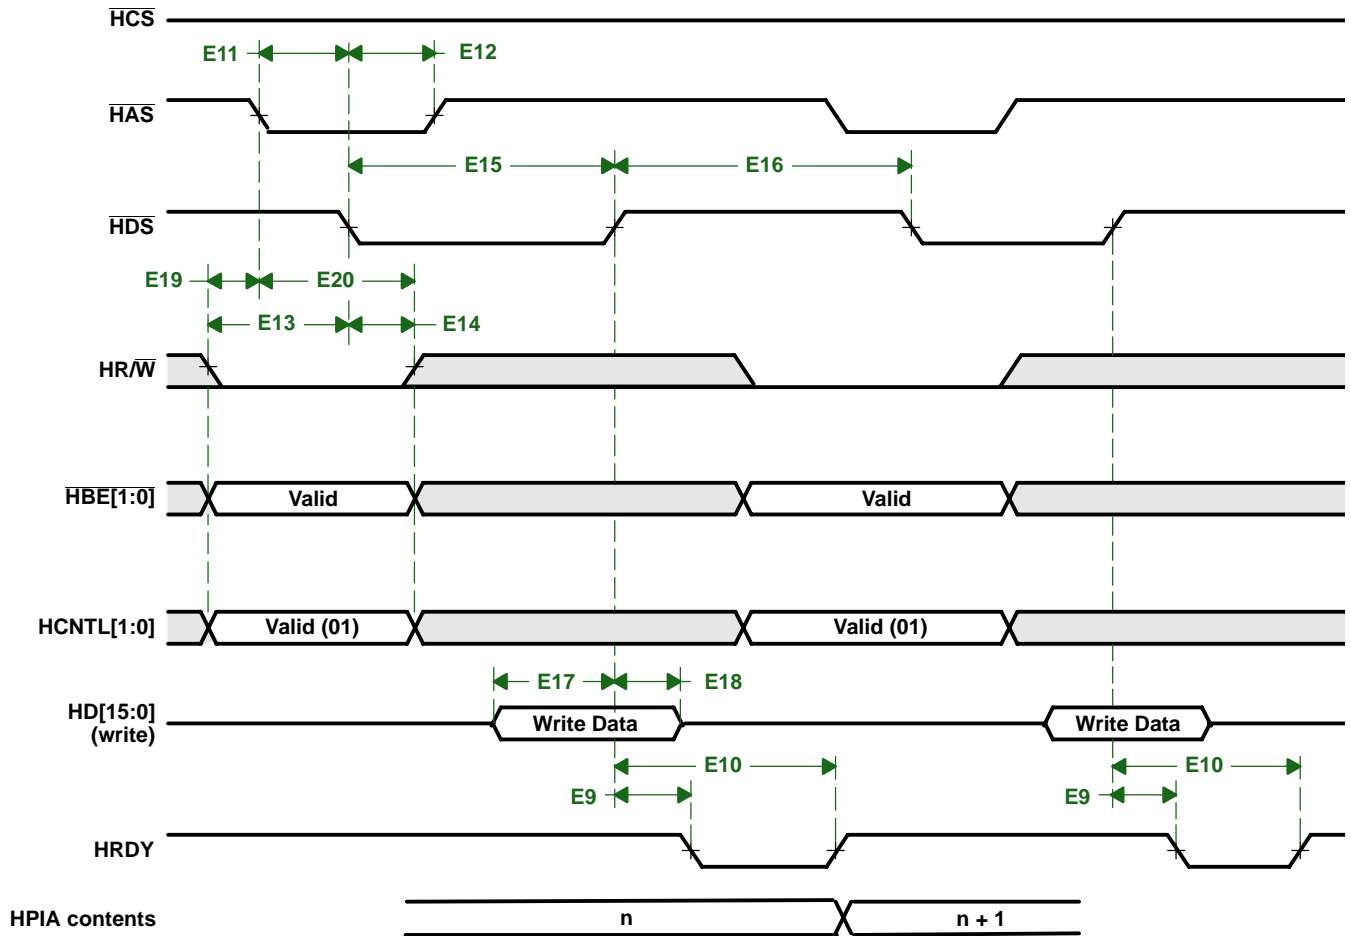 HCS
E11 E12
HAS
E15 E16
HDS
E19 E20
E13 E14
HR/W
HBE[1:0] Valid Valid
HCNTL[1:0] Valid (01) Valid (01)
E17 E18
HD[15:0]
(write) Write Data Write Data
E10 E10
E9 E9
HRDY
HPIA contents n n + 1